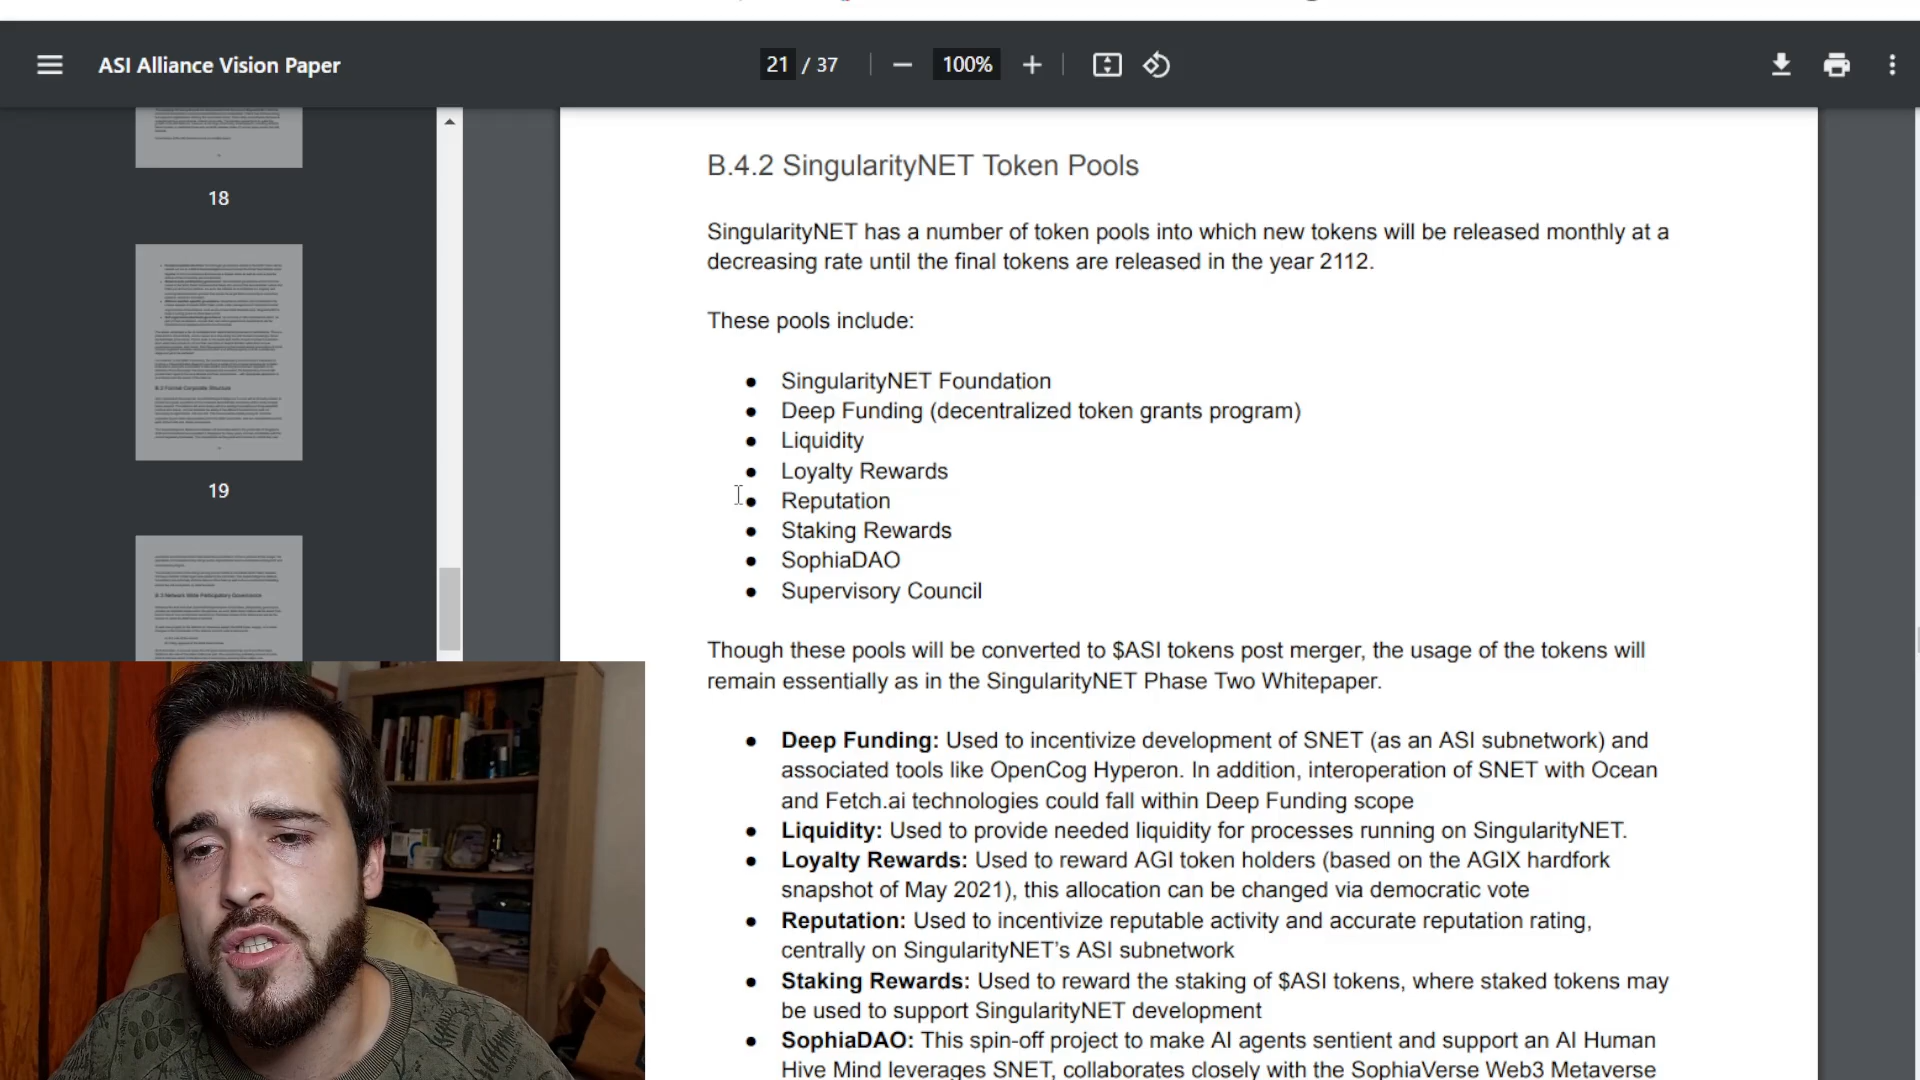 ASI Alliance Vision Paper
21 / 37
100%
18
19
B.4.2 SingularityNET Token Pools
SingularityNET has a number of token pools into which new tokens will be released monthly at a
decreasing rate until the final tokens are released in the year 2112.
These pools include:
● SingularityNET Foundation
● Deep Funding (decentralized token grants program)
● Liquidity
● Loyalty Rewards
● Reputation
● Staking Rewards
● SophiaDAO
● Supervisory Council
Though these pools will be converted to $ASI tokens post merger, the usage of the tokens will
remain essentially as in the SingularityNET Phase Two Whitepaper.
● Deep Funding: Used to incentivize development of SNET (as an ASI subnetwork) and
associated tools like OpenCog Hyperon. In addition, interoperation of SNET with Ocean
and Fetch.ai technologies could fall within Deep Funding scope
● Liquidity: Used to provide needed liquidity for processes running on SingularityNET.
● Loyalty Rewards: Used to reward AGI token holders (based on the AGIX hardfork
snapshot of May 2021), this allocation can be changed via democratic vote
● Reputation: Used to incentivize reputable activity and accurate reputation rating,
centrally on SingularityNET's ASI subnetwork
● Staking Rewards: Used to reward the staking of $ASI tokens, where staked tokens may
be used to support SingularityNET development
● SophiaDAO: This spin-off project to make AI agents sentient and support an AI Human
Hive Mind leverages SNET, collaborates closely with the SophiaVerse Web3 Metaverse